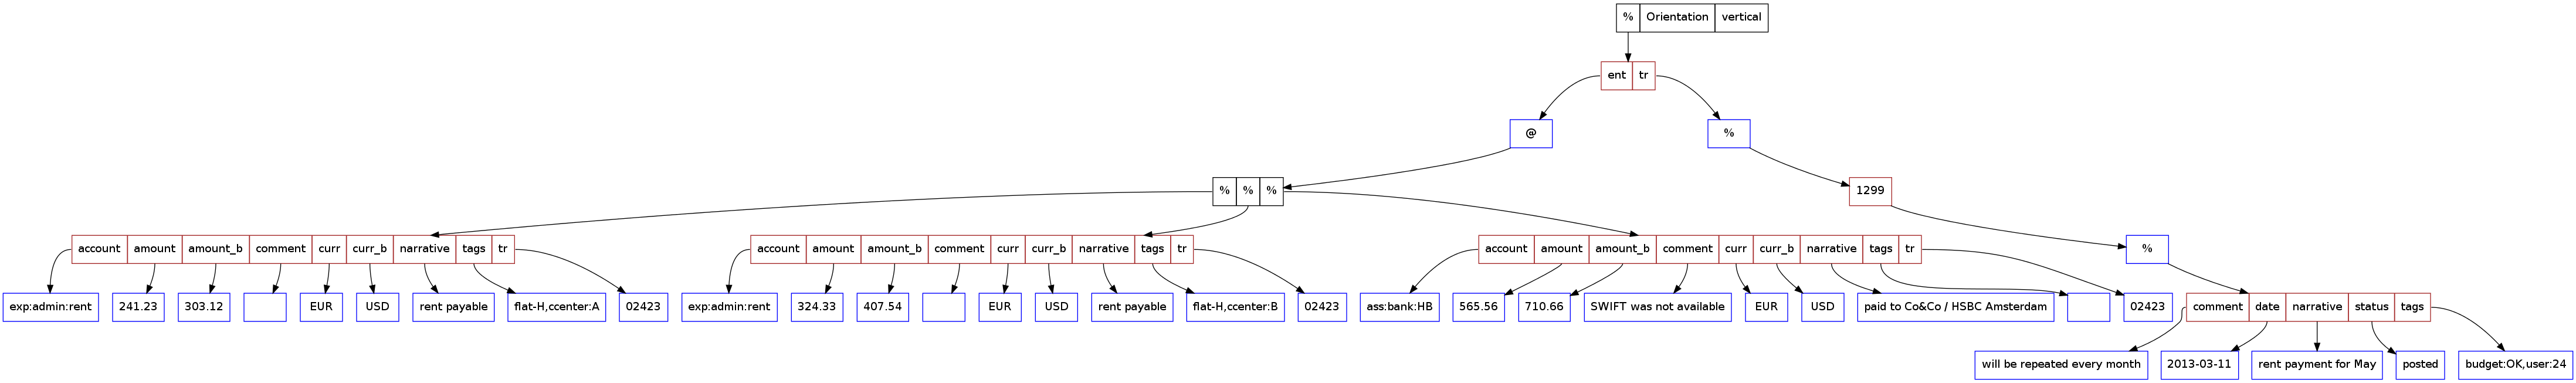 % Orientation vertical
ent tr
@ %
% % % 1299
account amount amount_b comment curr curr_b narrative tags tr account amount amount_b comment curr curr_b narrative tags tr account amount amount_b comment curr curr_b narrative tags tr %
exp:admin:rent 241.23 303.12 EUR USD rent payable flat-H,ccenter:A 02423 exp:admin:rent 324.33 407.54 EUR USD rent payable flat-H,ccenter:B 02423 ass:bank:HB 565.56 710.66 SWIFT was not available EUR USD paid to Co&Co / HSBC Amsterdam 02423 comment date narrative status tags
will be repeated every month 2013-03-11 rent payment for May posted budget:OK,user:24